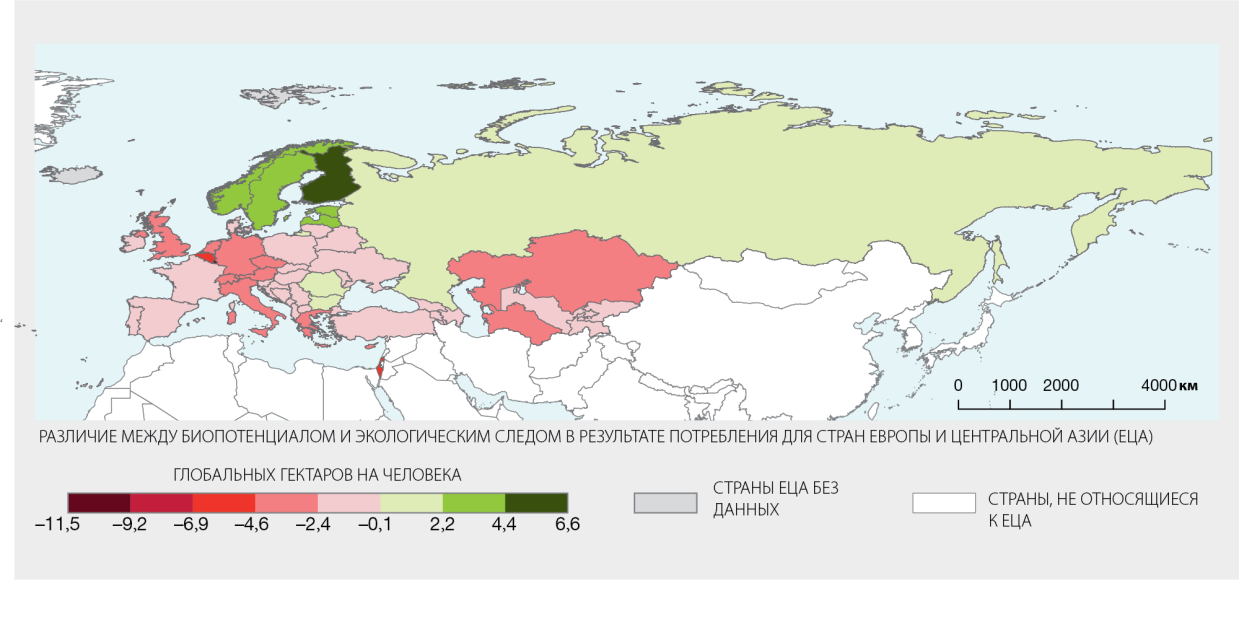 0 1000 2000 4000 км
РАЗЛИЧИЕ МЕЖДУ БИОПОТЕНЦИАЛОМ И ЭКОЛОГИЧЕСКИМ СЛЕДОМ В РЕЗУЛЬТАТЕ ПОТРЕБЛЕНИЯ ДЛЯ СТРАН ЕВРОПЫ И ЦЕНТРАЛЬНОЙ АЗИИ (ЕЦА)
ГЛОБАЛЬНЫХ ГЕКТАРОВ НА ЧЕЛОВЕКА
–11,5 –9,2 –6,9 –4,6 –2,4 –0,1 2,2 4,4 6,6
СТРАНЫ ЕЦА БЕЗ
ДАННЫХ
СТРАНЫ, НЕ ОТНОСЯЩИЕСЯ
К ЕЦА